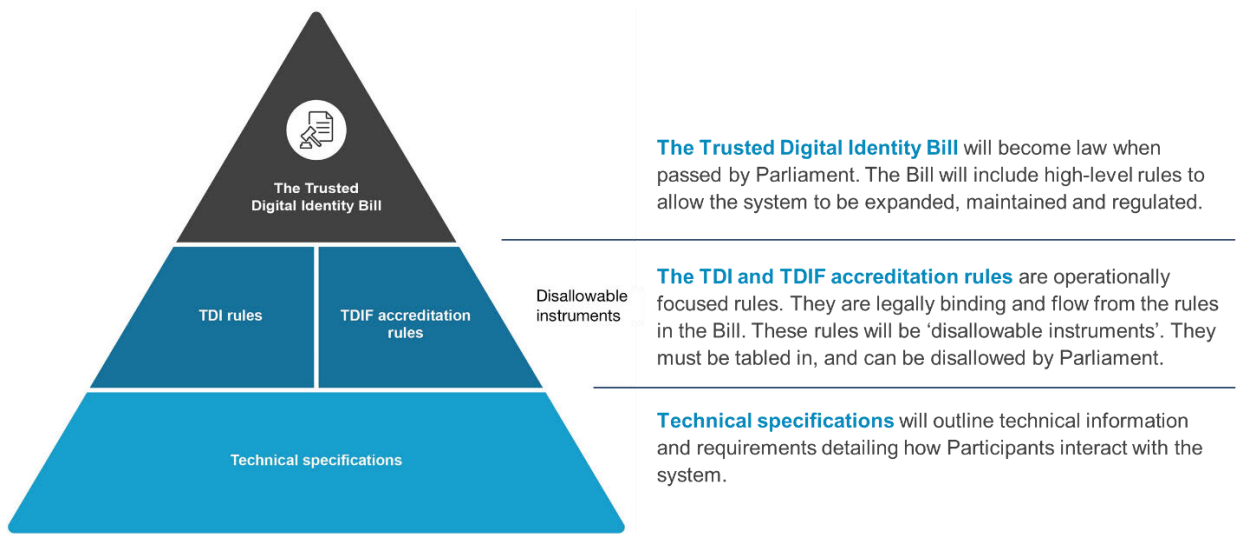 The Trusted
Digital Identity Bill
TDI rules
TDIF accreditation
rules
Technical specifications
Disallowable
instruments
The Trusted Digital Identity Bill will become law when
passed by Parliament. The Bill will include high-level rules to
allow the system to be expanded, maintained and regulated.
The TDI and TDIF accreditation rules are operationally
focused rules. They are legally binding and flow from the rules
in the Bill. These rules will be ‘disallowable instruments’. They
must be tabled in, and can be disallowed by Parliament.
Technical specifications will outline technical information
and requirements detailing how Participants interact with the
system.